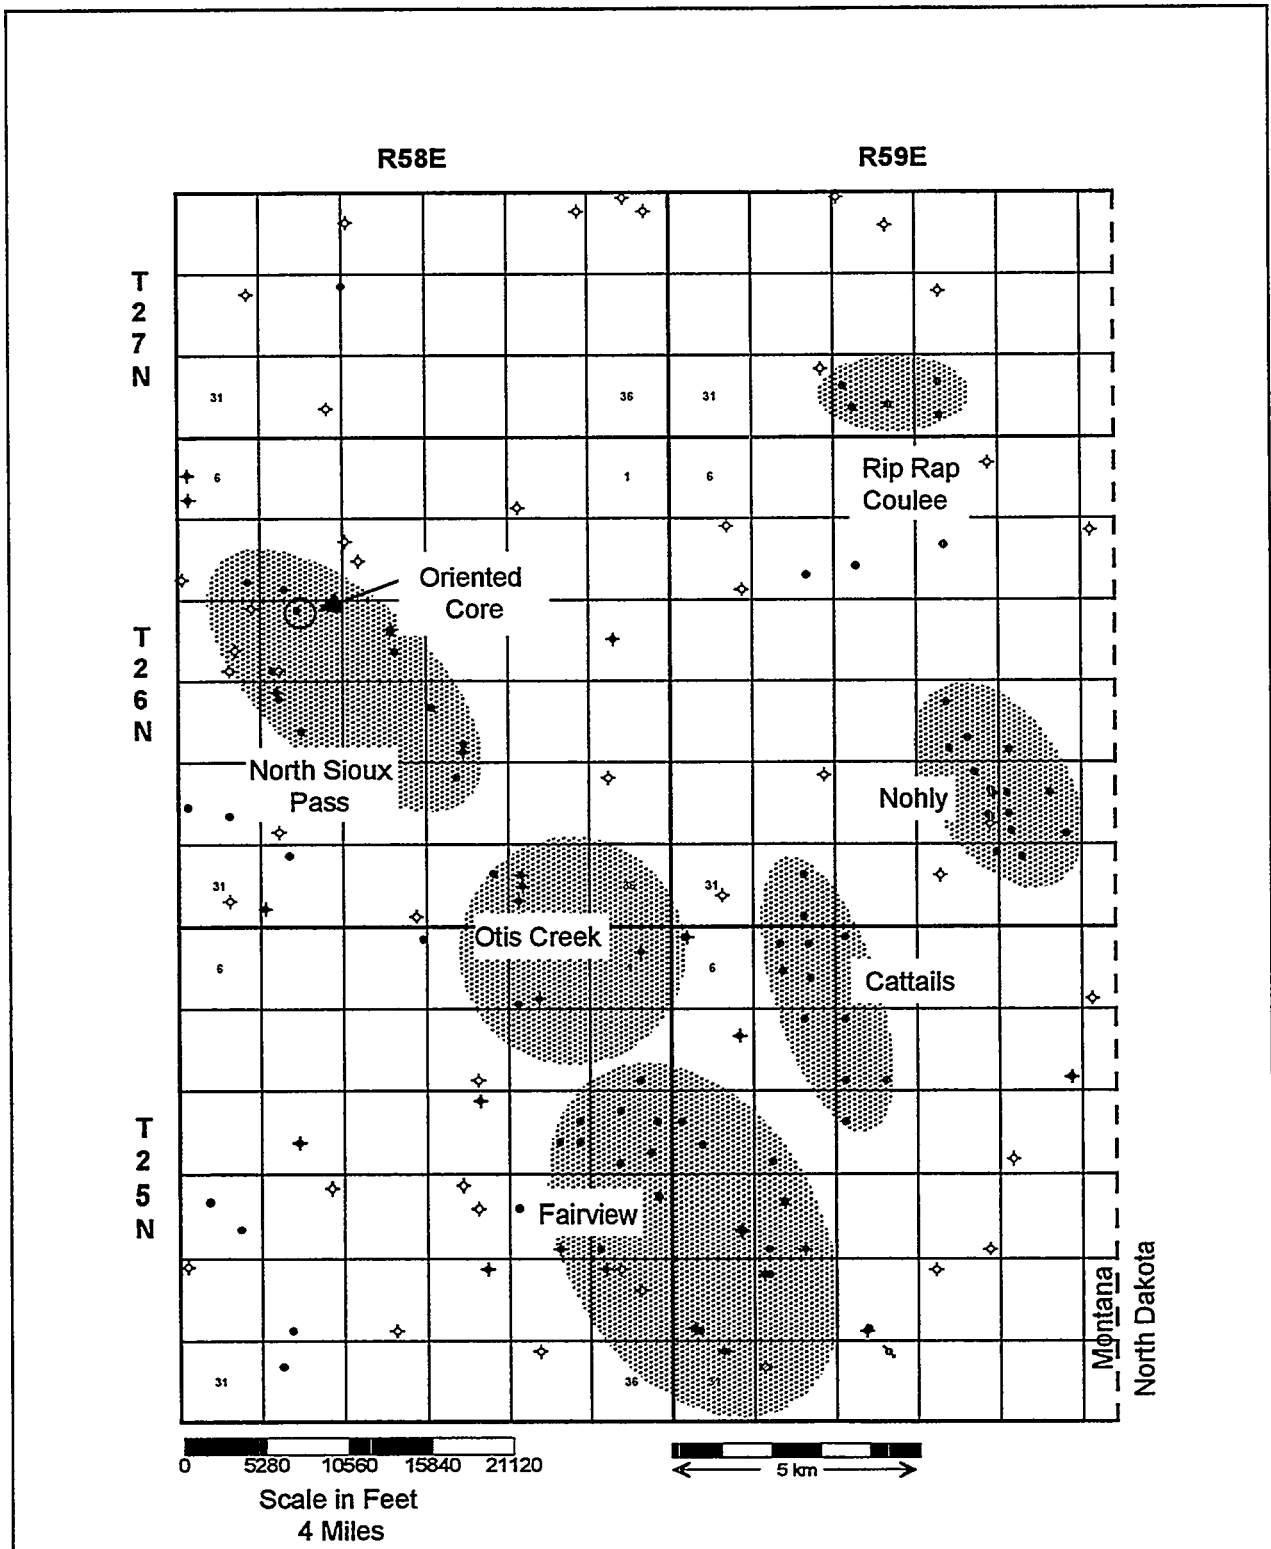 R58E R59E
T
2
7
N
31 36 31
6 1 6
Rip Rap
Coulee
Oriented
Core
T
2
6
N
North Sioux
Pass
Nohly
31 36 31
Otis Creek
6 6
Cattails
T
2
5
N
Fairview
Montana
North Dakota
31 36 31
0 5280 10560 15840 21120
5 km
Scale in Feet
4 Miles